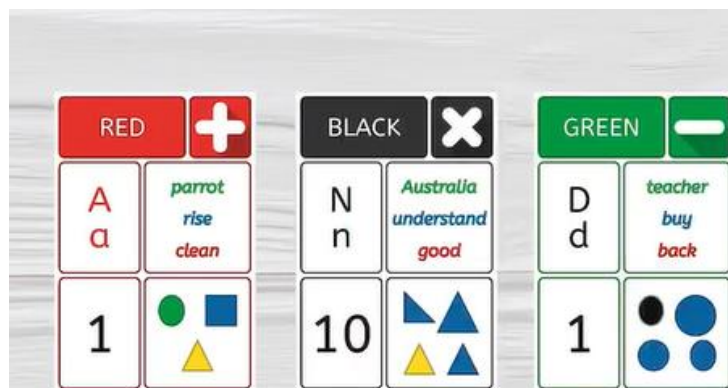 RED
A
a
parrot
rise
clean
1
BLACK
N
n
Australia
understand
good
10
GREEN
D
d
teacher
buy
back
1